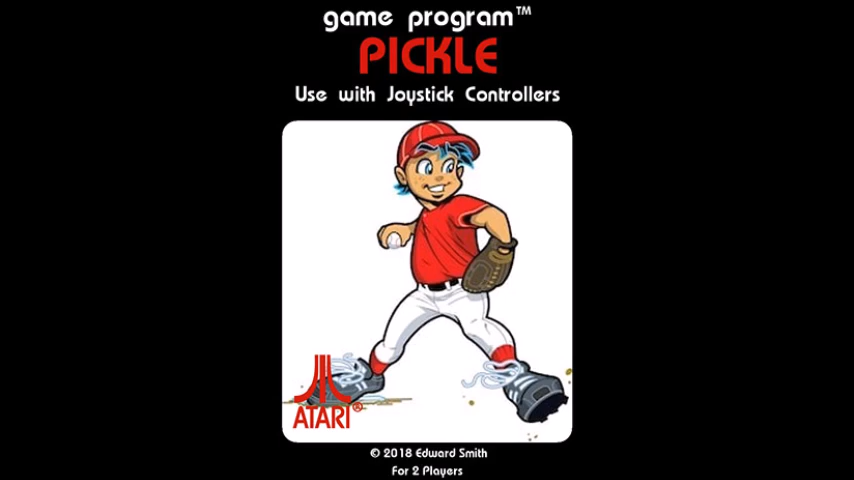 game program™
PICKLE
Use with Joystick Controllers
ATARI®
© 2018 Edward Smith
For 2 Players